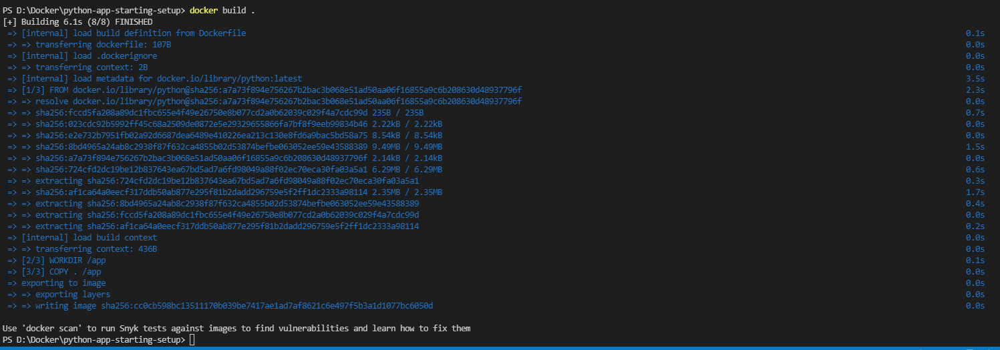 PS D:\Docker\python-app-starting-setup> docker build .
[+] Building 6.1s (8/8) FINISHED
=> [internal] load build definition from Dockerfile 0.1s
=> => transferring dockerfile: 107B 0.0s
=> [internal] load .dockerignore 0.0s
=> => transferring context: 2B 0.0s
=> [internal] load metadata for docker.io/library/python:latest 3.5s
=> [1/3] FROM docker.io/library/python@sha256:a7a73f894e756267b2bac3b068e51ad50aa06f16855a9c6b208630d48937796f 2.3s
=> => resolve docker.io/library/python@sha256:a7a73f894e756267b2bac3b068e51ad50aa06f16855a9c6b208630d48937796f 0.0s
=> => sha256:fccd5fa208a89dc1fbc655e4f49e26750e8b077cd2a0b62039c029f4a7cdc99d 235B / 235B 0.7s
=> => sha256:023cdc92b5992ff45c68a2509de0872e5e29329655866fa7bf8f9eeb99834b46 2.22kB / 2.22kB 0.0s
=> => sha256:e2e732b7951fb02a92d6687dea6489e410226ea213c130e8fd6a9bac5bd58a75 8.54kB / 8.54kB 0.0s
=> => sha256:8bd4965a24ab8c2938f87f632ca4855b02d53874befbe063052ee59e43588389 9.49MB / 9.49MB 1.5s
=> => sha256:a7a73f894e756267b2bac3b068e51ad50aa06f16855a9c6b208630d48937796f 2.14kB / 2.14kB 0.0s
=> => sha256:724cfd2dc19be12b837643ea67bd5ad7a6fd98049a88f02ec70eca30fa03a5a1 6.29MB / 6.29MB 0.6s
=> => extracting sha256:724cfd2dc19be12b837643ea67bd5ad7a6fd98049a88f02ec70eca30fa03a5a1 0.3s
=> => sha256:af1ca64a0eecf317ddb50ab877e295f81b2dadd296759e5f2ff1dc2333a98114 2.35MB / 2.35MB 1.7s
=> => extracting sha256:8bd4965a24ab8c2938f87f632ca4855b02d53874befbe063052ee59e43588389 0.4s
=> => extracting sha256:fccd5fa208a89dc1fbc655e4f49e26750e8b077cd2a0b62039c029f4a7cdc99d 0.0s
=> => extracting sha256:af1ca64a0eecf317ddb50ab877e295f81b2dadd296759e5f2ff1dc2333a98114 0.2s
=> [internal] load build context 0.0s
=> => transferring context: 436B 0.0s
=> [2/3] WORKDIR /app 0.1s
=> [3/3] COPY . /app 0.0s
=> exporting to image 0.0s
=> => exporting layers 0.0s
=> => writing image sha256:cc0cb598bc13511170b039be7417ae1ad7af8621c6e497f5b3a1d1077bc6050d 0.0s
Use 'docker scan' to run Snyk tests against images to find vulnerabilities and learn how to fix them
PS D:\Docker\python-app-starting-setup>